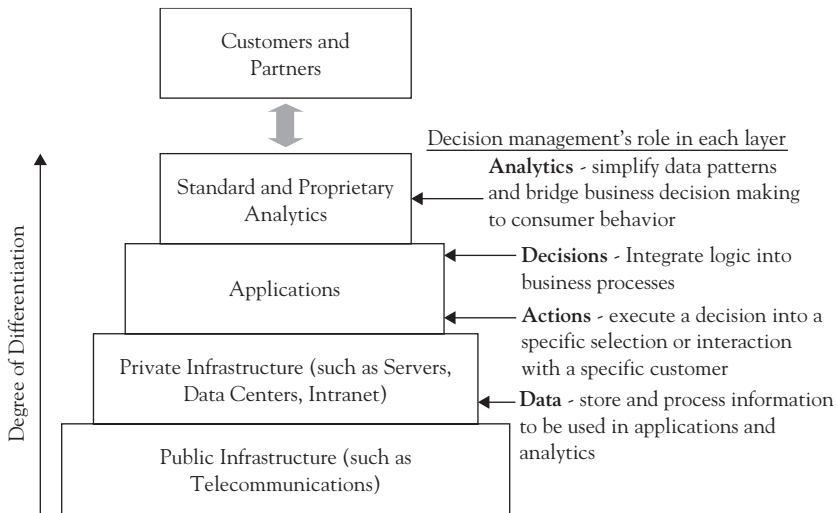 Customers and
Partners
Decision management's role in each layer
Standard and Proprietary
Analytics
Analytics - simplify data patterns
and bridge business decision making
to consumer behavior
Applications
Decisions - Integrate logic into
business processes
Actions - execute a decision into a
specific selection or interaction
with a specific customer
Private Infrastructure (such as Servers,
Data Centers, Intranet)
Data - store and process information
to be used in applications and
analytics
Public Infrastructure (such as
Telecommunications)
Degree of Differentiation